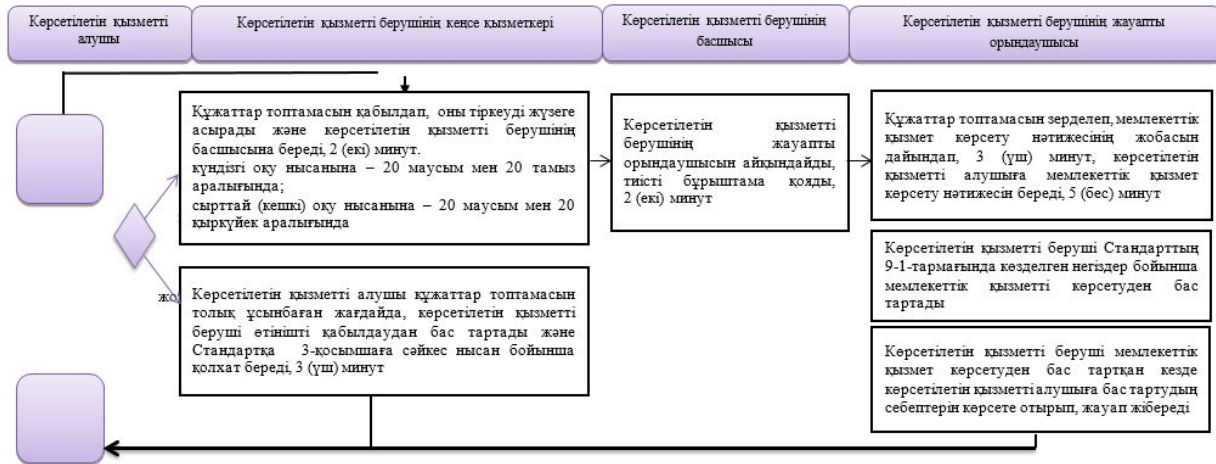 Көрсетілетін қызметті
алушы
Көрсетілетін қызметті берушінің кеңсе қызметкері
Көрсетілетін қызметті берушінің
басшысы
Көрсетілетін қызметті берушінің жауапты
орындаушысы
Құжаттар топтамасын қабылдап, оны тіркеуді жүзеге
асырады және көрсетілетін қызметті берушінің
басшысына береді, 2 (екі) минут.
күндізгі оқу нысанына – 20 маусым мен 20 тамыз
аралығында;
сырттай (кешкі) оқу нысанына – 20 маусым мен 20
қыркүйек аралығында
Көрсетілетін қызметті
берушінің жауапты
орындаушысын айқындайды,
тиісті бұрыштама қояды,
2 (екі) минут
Құжаттар топтамасын зерделеп, мемлекеттік
қызмет көрсету нәтижесінің жобасын
дайындап, 3 (үш) минут, көрсетілетін
қызметті алушыға мемлекеттік қызмет
көрсету нәтижесін береді, 5 (бес) минут
Көрсетілетін қызметті алушы құжаттар топтамасын
толық ұсынбаған жағдайда, көрсетілетін қызметті
беруші өтінішті қабылдаудан бас тартады және
Стандартқа 3-қосымшаға сәйкес нысан бойынша
қолхат береді, 3 (үш) минут
Көрсетілетін қызметті беруші Стандарттың
9-1-тармағында көзделген негіздер бойынша
мемлекеттік қызметті көрсетуден бас
тартады
Көрсетілетін қызметті беруші мемлекеттік
қызмет көрсетуден бас тартқан кезде
көрсетілетін қызметті алушыға бас тартудың
себептерін көрсете отырып, жауап жібереді